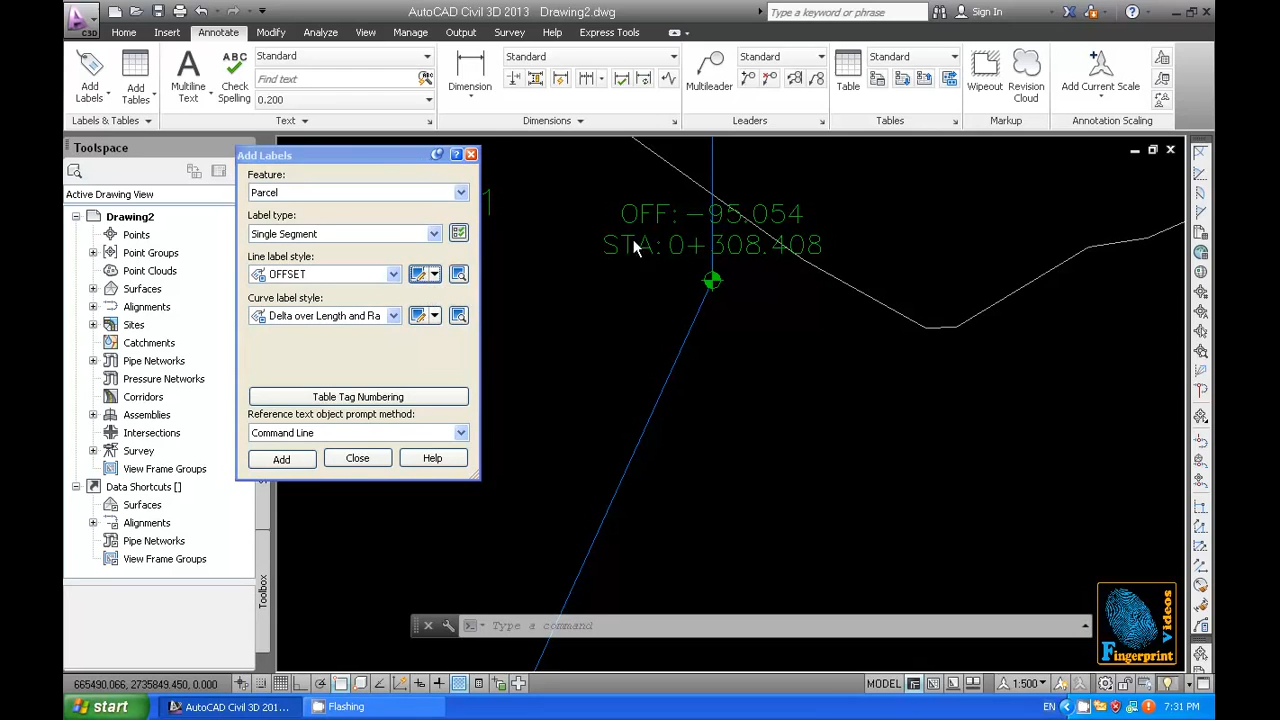 AutoCAD Civil 3D 2013 Drawing2.dwg
Type a keyword or phrase
Sign In
C3D
Home Insert Annotate Modify Analyze View Manage Output Survey Help Express Tools
Add Labels
Add Tables
Labels & Tables
Multiline Text
ABC
Check Spelling
Standard
Find text
0.200
Text
Dimension
Standard
Dimensions
Multileader
Standard
Leaders
Table
Standard
Tables
Wipeout
Revision Cloud
Markup
Add Current Scale
Annotation Scaling
Toolspace
Active Drawing View
Drawing2
Points
Point Groups
Point Clouds
Surfaces
Alignments
Sites
Catchments
Pipe Networks
Pressure Networks
Corridors
Assemblies
Intersections
Survey
View Frame Groups
Data Shortcuts []
Surfaces
Alignments
Pipe Networks
View Frame Groups
Toolbox
Add Labels
Feature:
Parcel
Label type:
Single Segment
Line label style:
OFFSET
Curve label style:
Delta over Length and Ra
Table Tag Numbering
Reference text object prompt method:
Command Line
Add Close Help
1
OFF: -95.054
STA: 0+308.408
Type a command
Fingerprint
Videos
665490.066, 2735849.450, 0.000
MODEL
1:500
start
AutoCAD Civil 3D 201...
Flashing
EN
7:31 PM